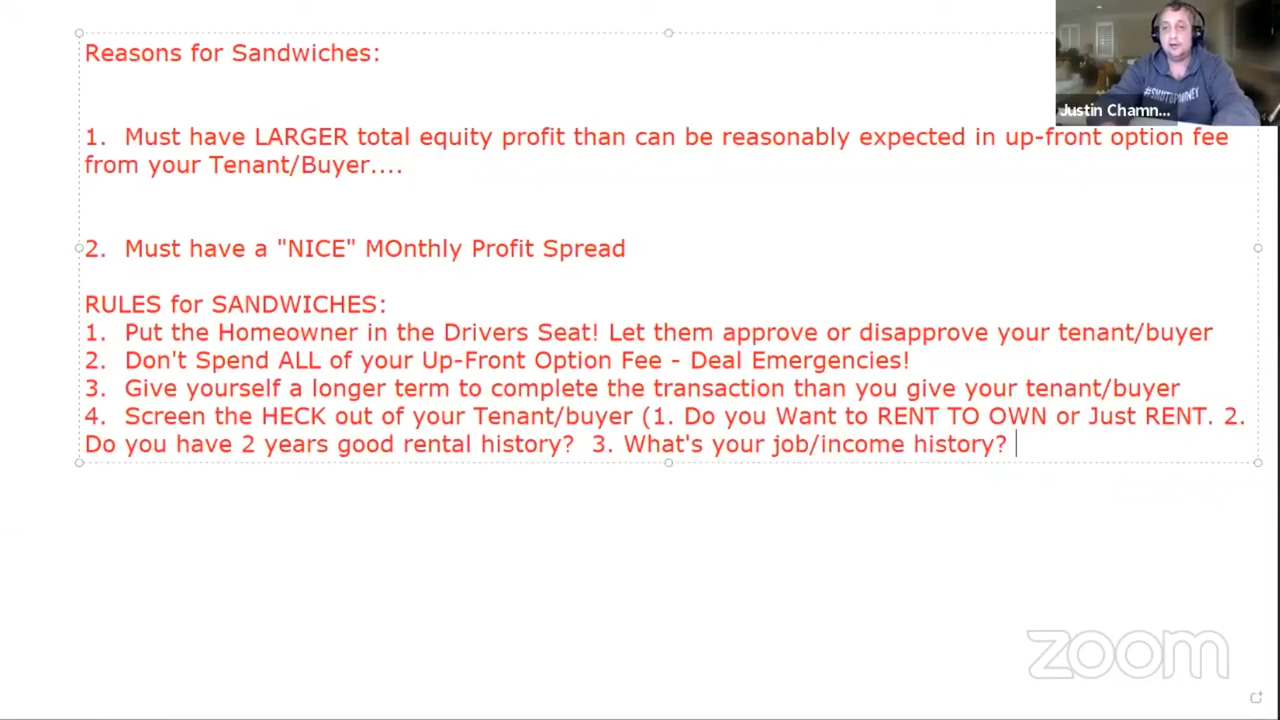 Reasons for Sandwiches:
1. Must have LARGER total equity profit than can be reasonably expected in up-front option fee
from your Tenant/Buyer....
2. Must have a "NICE" MOnthly Profit Spread
RULES for SANDWICHES:
1. Put the Homeowner in the Drivers Seat! Let them approve or disapprove your tenant/buyer
2. Don't Spend ALL of your Up-Front Option Fee - Deal Emergencies!
3. Give yourself a longer term to complete the transaction than you give your tenant/buyer
4. Screen the HECK out of your Tenant/buyer (1. Do you Want to RENT TO OWN or Just RENT. 2.
Do you have 2 years good rental history? 3. What's your job/income history?
Justin Chamn...
zoom